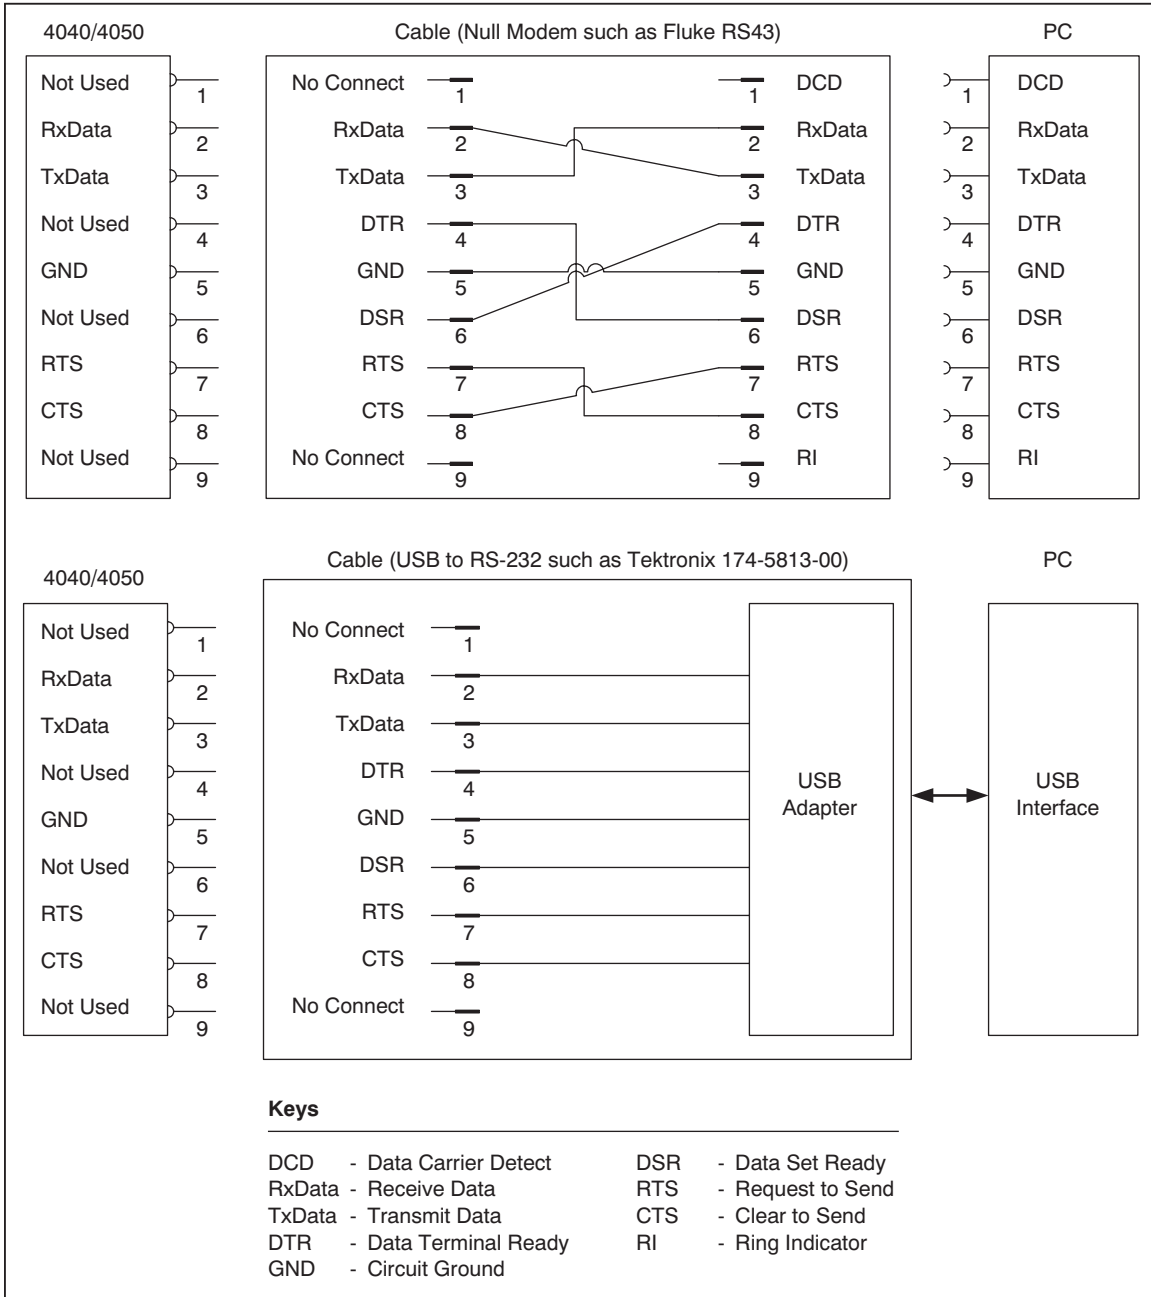 4040/4050 Cable (Null Modem such as Fluke RS43) PC
Not Used 1 No Connect 1 1 DCD 1 DCD
RxData 2 RxData 2 2 RxData 2 RxData
TxData 3 TxData 3 3 TxData 3 TxData
Not Used 4 DTR 4 4 DTR 4 DTR
GND 5 GND 5 5 GND 5 GND
Not Used 6 DSR 6 6 DSR 6 DSR
RTS 7 RTS 7 7 RTS 7 RTS
CTS 8 CTS 8 8 CTS 8 CTS
Not Used 9 No Connect 9 9 RI 9 RI
4040/4050 Cable (USB to RS-232 such as Tektronix 174-5813-00) PC
Not Used 1 No Connect 1
RxData 2 RxData 2
TxData 3 TxData 3
Not Used 4 DTR 4
USB Adapter
USB Interface
GND 5 GND 5
Not Used 6 DSR 6
RTS 7 RTS 7
CTS 8 CTS 8
Not Used 9 No Connect 9
Keys
DCD - Data Carrier Detect DSR - Data Set Ready
RxData - Receive Data RTS - Request to Send
TxData - Transmit Data CTS - Clear to Send
DTR - Data Terminal Ready RI - Ring Indicator
GND - Circuit Ground